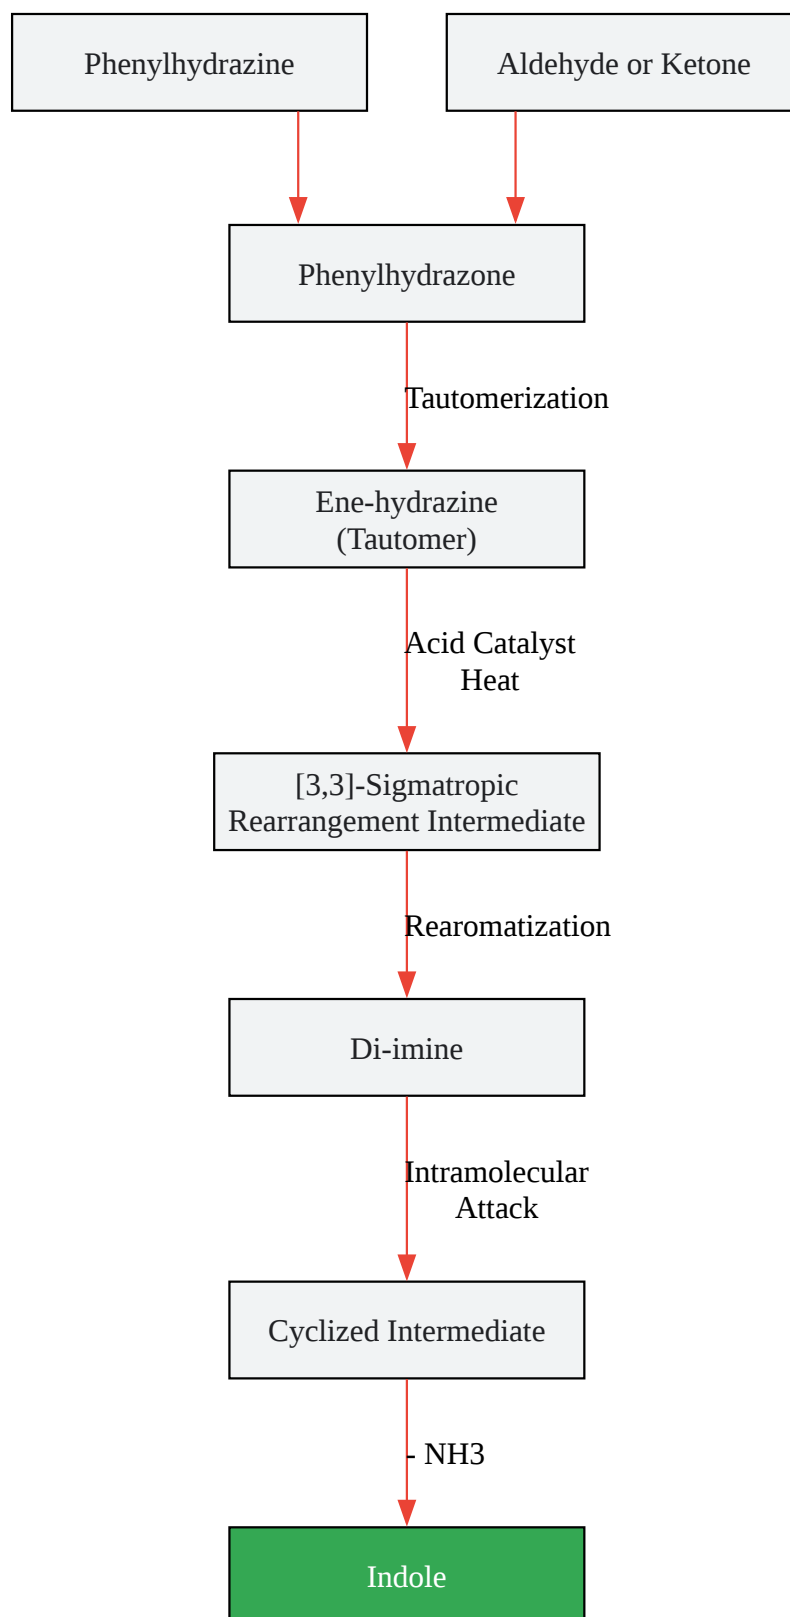 Phenylhydrazine
Aldehyde or Ketone
Phenylhydrazone
Tautomerization
Ene-hydrazine
(Tautomer)
Acid Catalyst
Heat
[3,3]-Sigmatropic
Rearrangement Intermediate
Rearomatization
Di-imine
Intramolecular
Attack
Cyclized Intermediate
- NH3
Indole